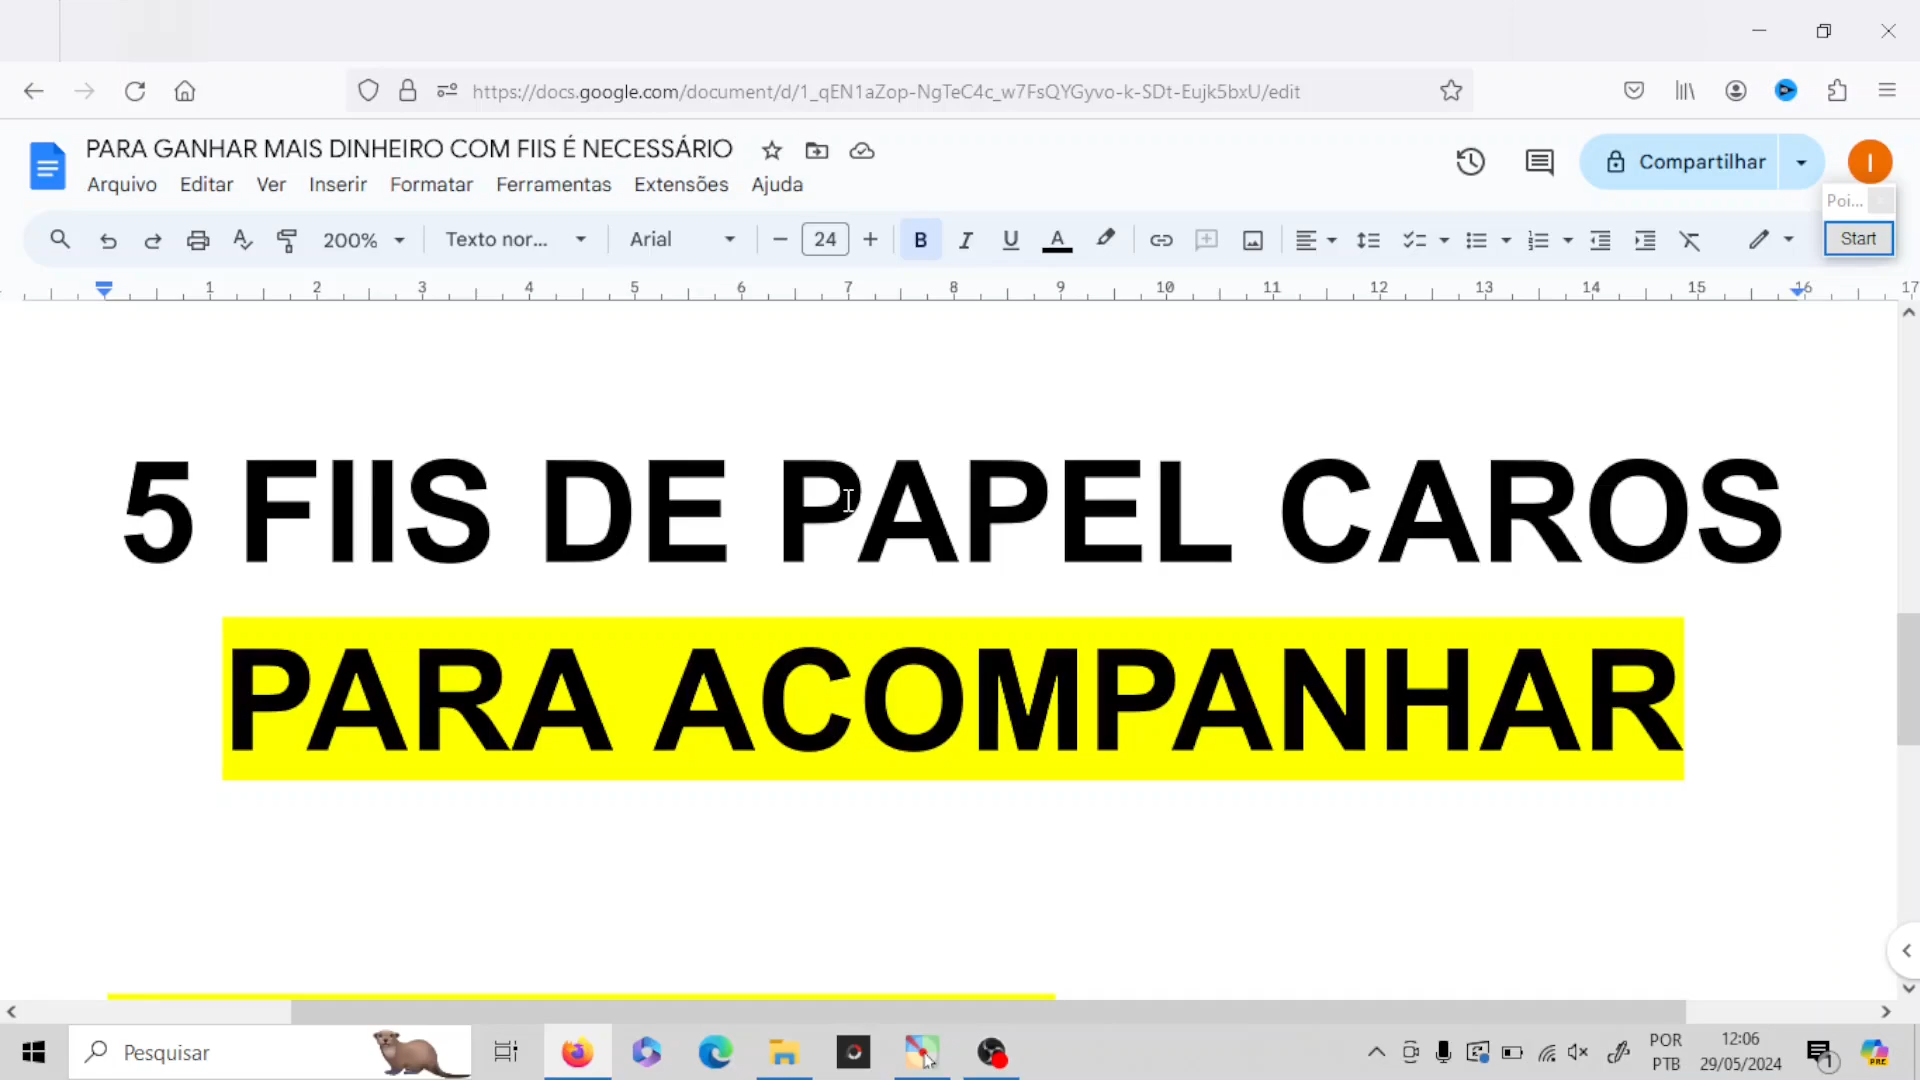 https://docs.google.com/document/d/1_qEN1aZop-NgTeC4c_w7FsQYGyvo-k-SDt-Eujk5bxU/edit
PARA GANHAR MAIS DINHEIRO COM FIIS É NECESSÁRIO
Compartilhar
I
Arquivo Editar Ver Inserir Formatar Ferramentas Extensões Ajuda
Poi...
200% Texto nor... Arial 24 B I U A Start
1 2 3 4 5 6 7 8 9 10 11 12 13 14 15 16 17
5 FIIS DE PAPEL CAROS
PARA ACOMPANHAR
Pesquisar
POR
PTB
12:06
29/05/2024
1
PRE